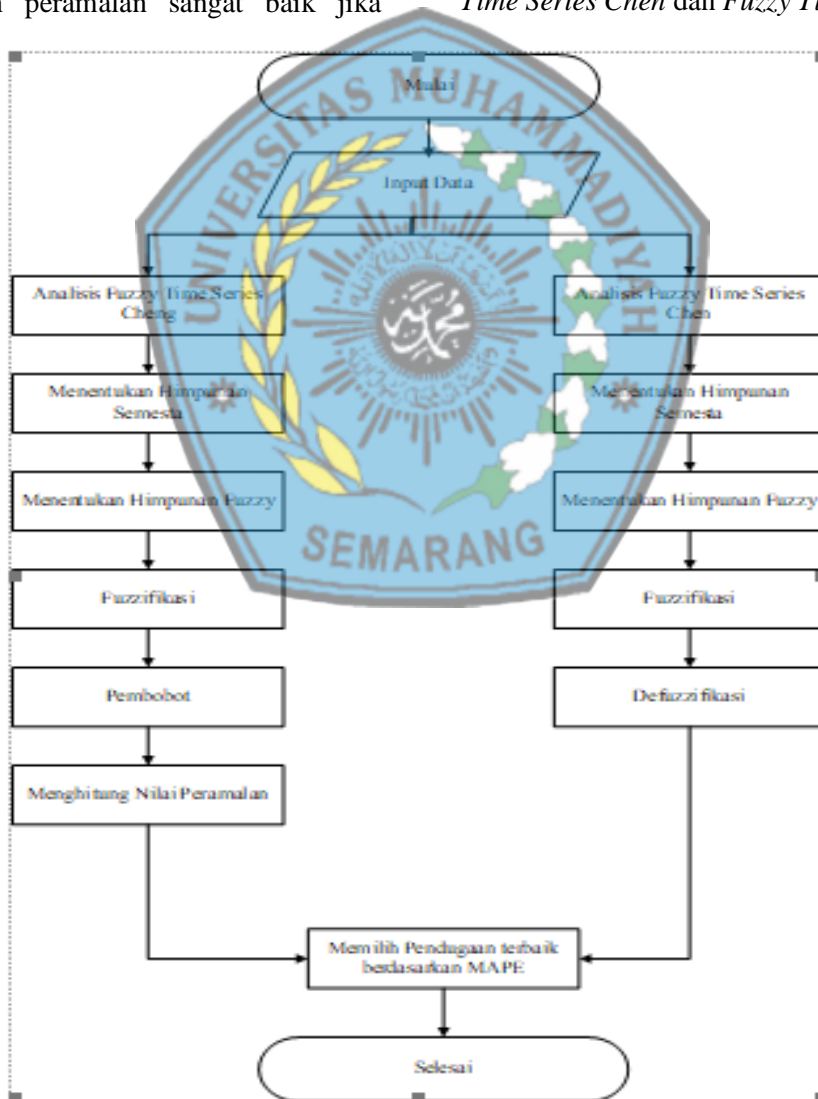 peramalan sangat baik jika
Time Series Chen dan Fuzzy Ti
Mulai
Input Data
Analisis Fuzzy Time Series
Cheng
Analisis Fuzzy Time Series
Chen
Menentukan Himpunan
Semesta
Menentukan Himpunan
Semesta
Menentukan Himpunan Fuzzy
Menentukan Himpunan Fuzzy
Fuzzifikasi
Fuzzifikasi
Pembobot
Defuzzifikasi
Menghitung Nilai Peramalan
Memilih Pendugaan terbaik
berdasarkan MAPE
Selesai
UNIVERSITAS MUHAMMADIYAH
SEMARANG